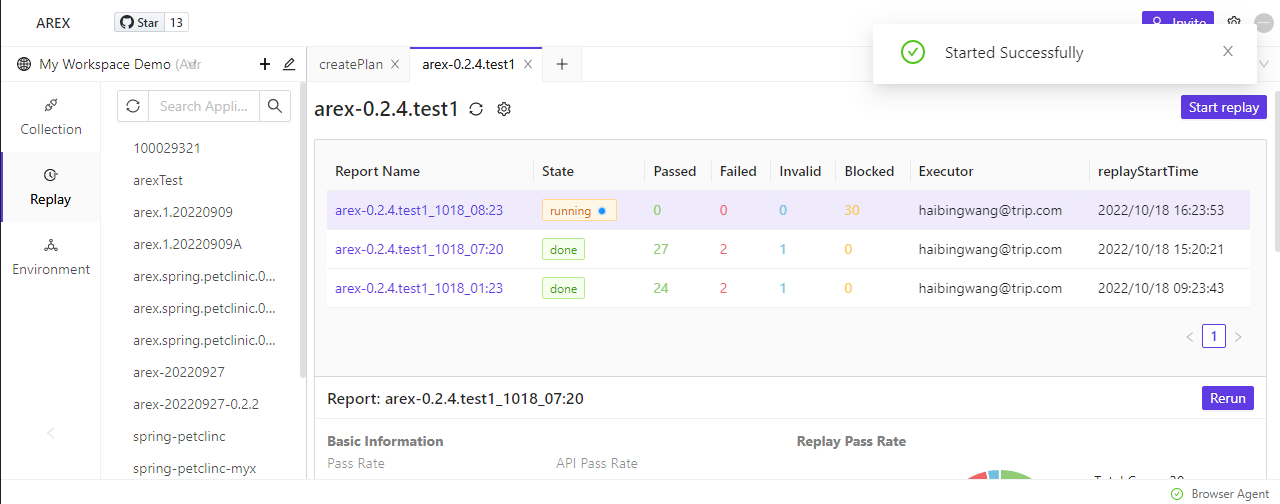 AREX
Star 13
Invite
Started Successfully
My Workspace Demo
createPlan
arex-0.2.4.test1
Collection
Replay
Environment
Search Appli...
100029321
arexTest
arex.1.20220909
arex.1.20220909A
arex.spring.petclinic.0...
arex.spring.petclinic.0...
arex.spring.petclinic.0...
arex-20220927
arex-20220927-0.2.2
spring-petclinc
spring-petclinc-myx
arex-0.2.4.test1
Start replay
Report Name State Passed Failed Invalid Blocked Executor replayStartTime
arex-0.2.4.test1_1018_08:23 running 0 0 0 30 haibingwang@trip.com 2022/10/18 16:23:53
arex-0.2.4.test1_1018_07:20 done 27 2 1 0 haibingwang@trip.com 2022/10/18 15:20:21
arex-0.2.4.test1_1018_01:23 done 24 2 1 0 haibingwang@trip.com 2022/10/18 09:23:43
1
Report: arex-0.2.4.test1_1018_07:20
Rerun
Basic Information
Replay Pass Rate
Pass Rate
API Pass Rate
Browser Agent